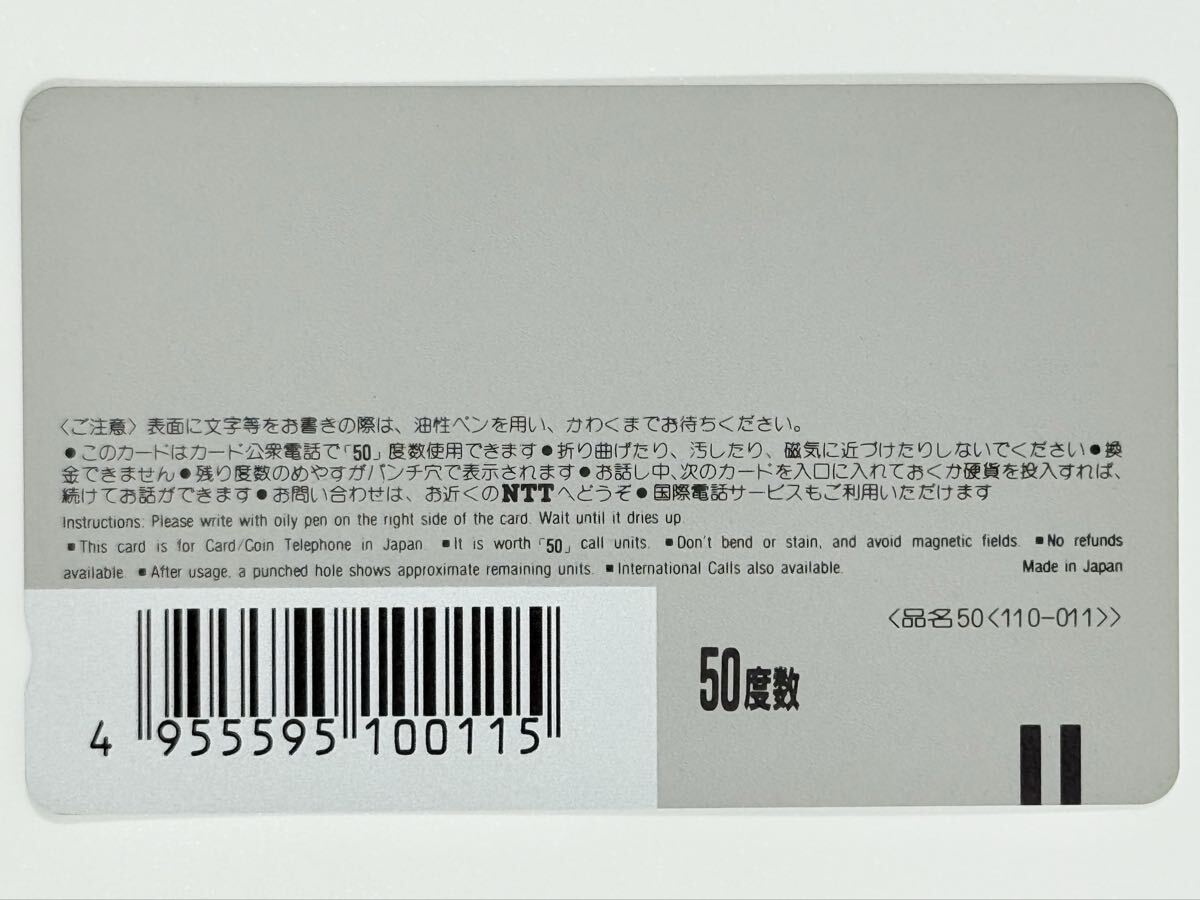 〈ご注意〉表面に文字等をお書きの際は、油性ペンを用い、かわくまでお待ちください。
●このカードはカード公衆電話で「50」度数使用できます●折り曲げたり、汚したり、磁気に近づけたりしないでください●換
金できません●残り度数のめやすがパンチ穴で表示されます●お話し中、次のカードを入口に入れておくか硬貨を投入すれば、
続けてお話ができます●お問い合わせは、お近くのNTTへどうぞ●国際電話サービスもご利用いただけます
Instructions: Please write with oily pen on the right side of the card. Wait until it dries up.
■This card is for Card/Coin Telephone in Japan. ■It is worth「50」call units. ■Don't bend or stain, and avoid magnetic fields. ■No refunds
available. ■After usage, a punched hole shows approximate remaining units. ■International Calls also available. Made in Japan
〈品名50〈110-011〉〉
50度数
4 955595 100115